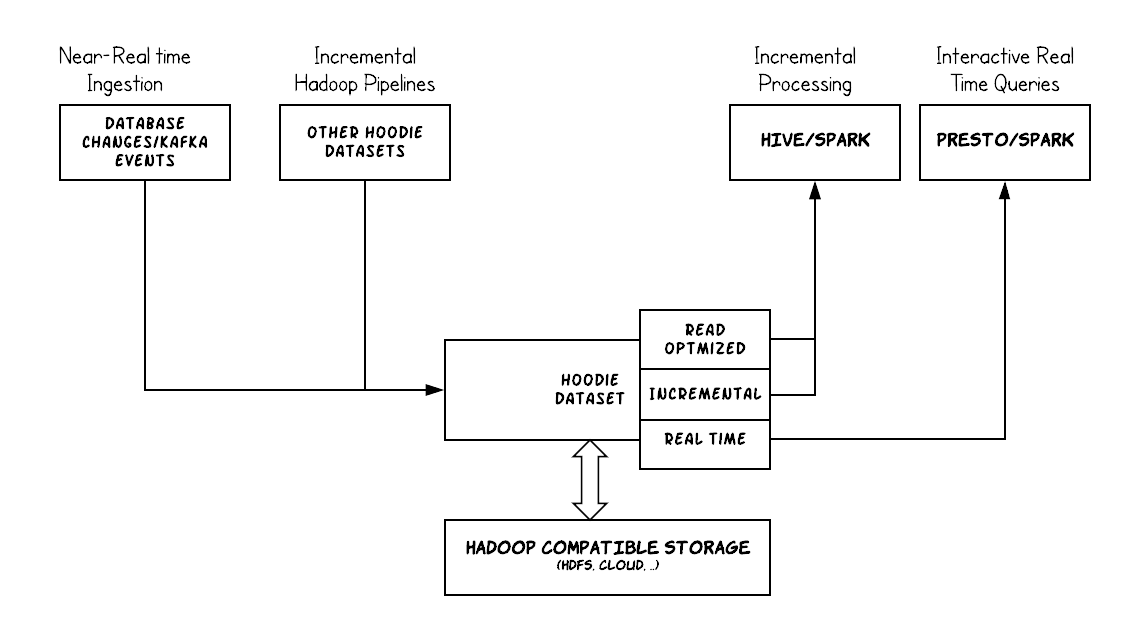 Near-Real time
Ingestion
DATABASE
CHANGES/KAFKA
EVENTS
Incremental
Hadoop Pipelines
OTHER HOODIE
DATASETS
Incremental
Processing
HIVE/SPARK
Interactive Real
Time Queries
PRESTO/SPARK
HOODIE
DATASET
READ
OPTMIZED
INCREMENTAL
REAL TIME
HADOOP COMPATIBLE STORAGE
(HDFS, CLOUD, ..)